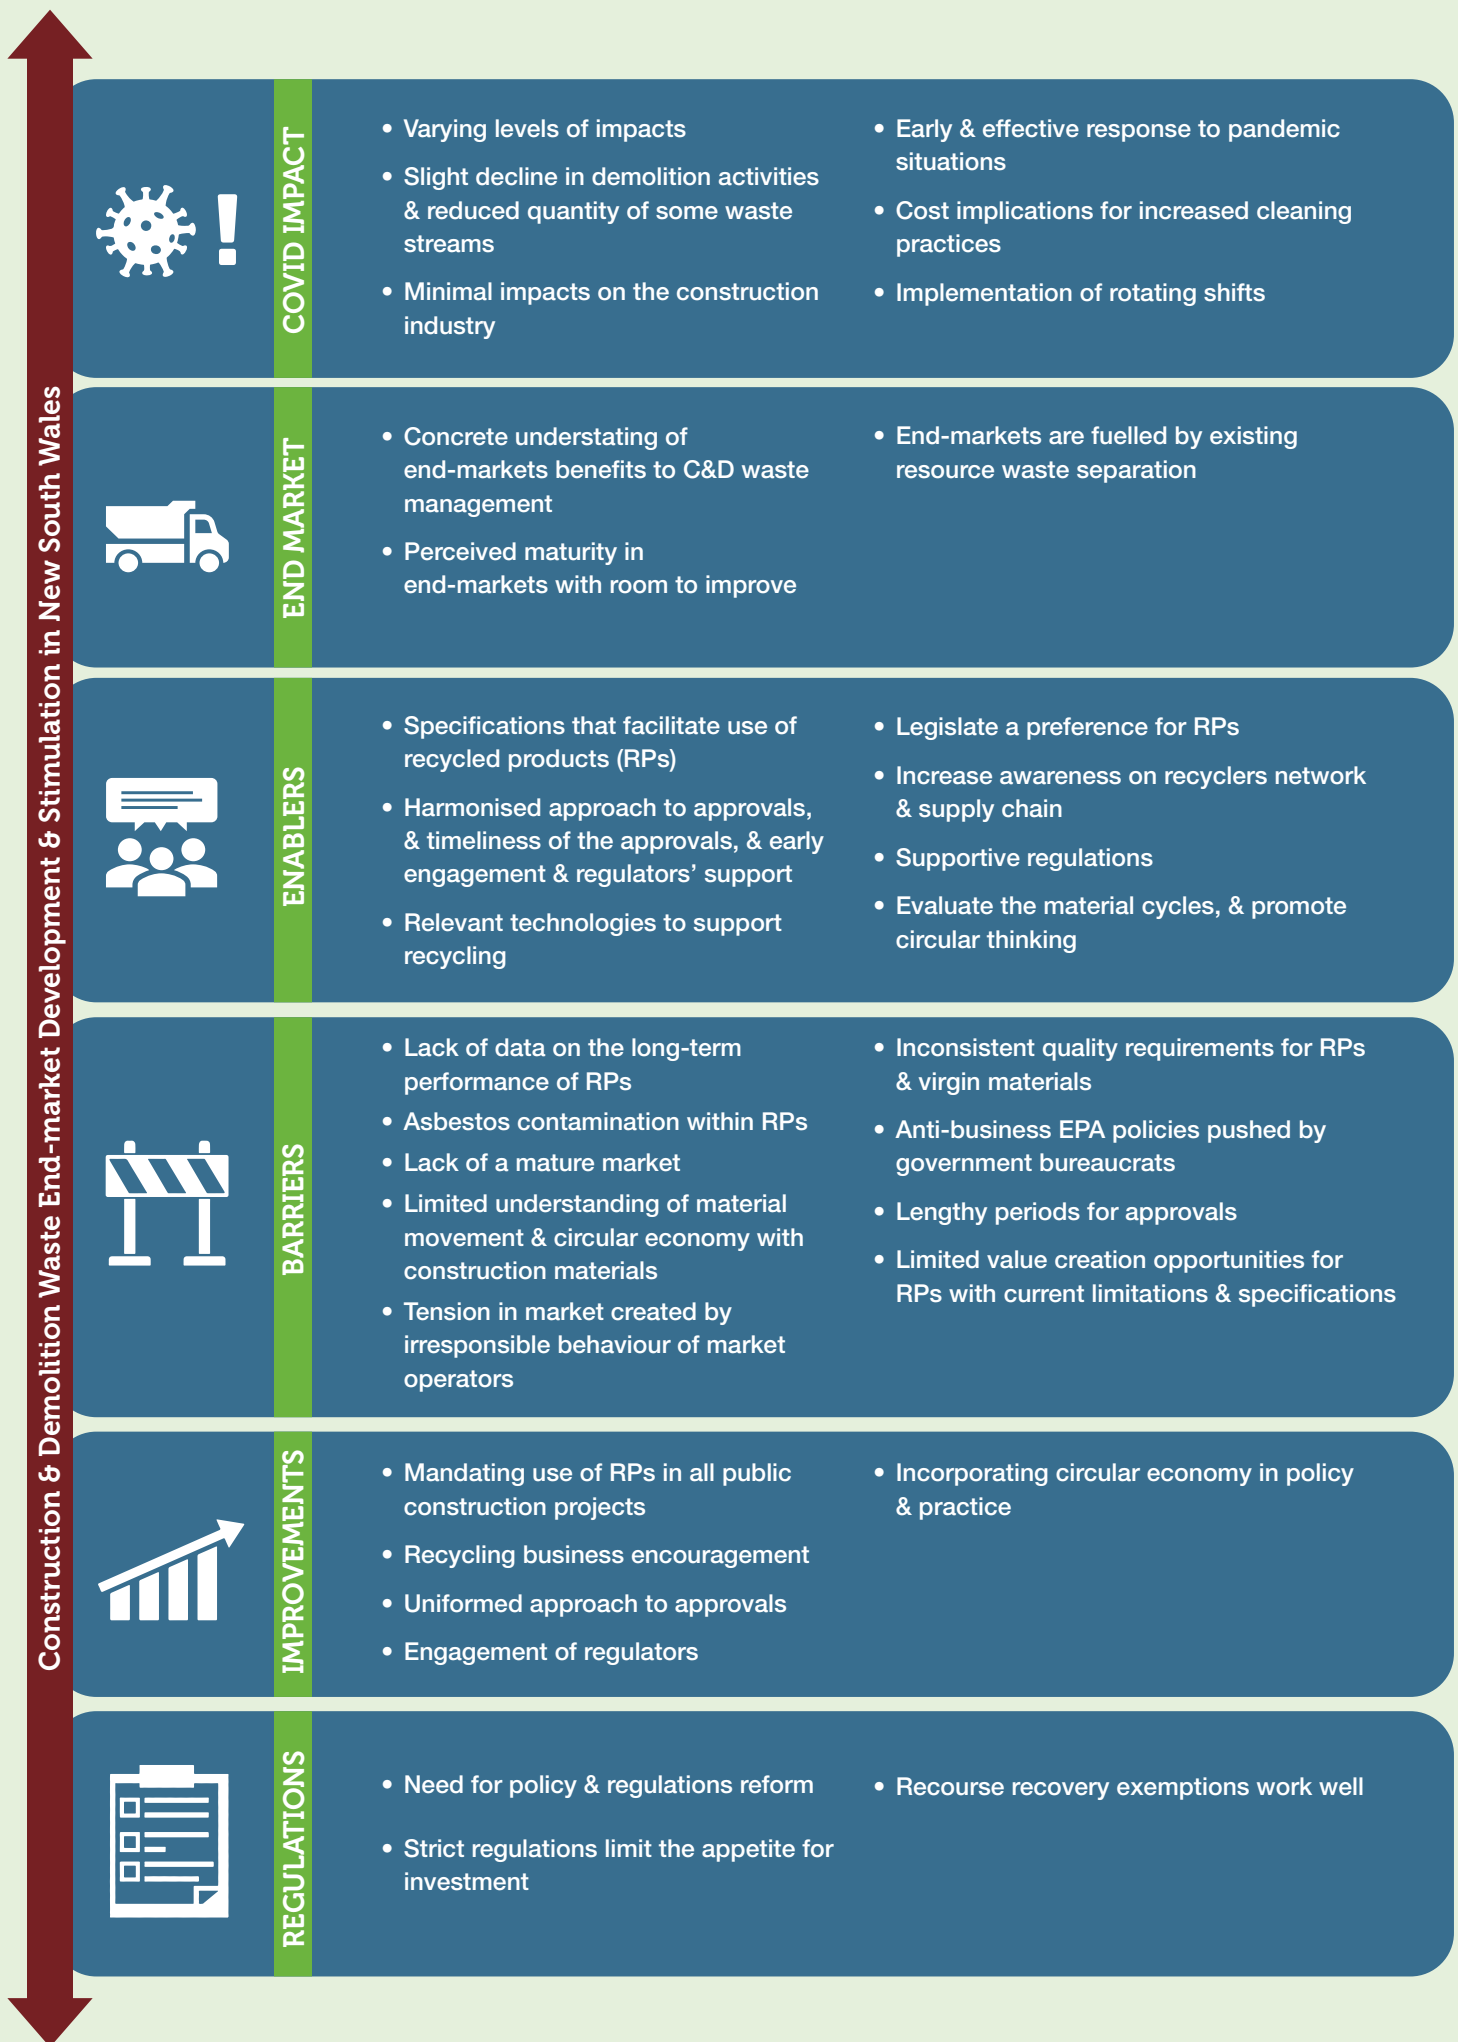 Construction & Demolition Waste End-market Development & Stimulation in New South Wales
COVID IMPACT
• Varying levels of impacts
• Slight decline in demolition activities
& reduced quantity of some waste
streams
• Minimal impacts on the construction
industry
• Early & effective response to pandemic
situations
• Cost implications for increased cleaning
practices
• Implementation of rotating shifts
END MARKET
• Concrete understating of
end-markets benefits to C&D waste
management
• Perceived maturity in
end-markets with room to improve
• End-markets are fuelled by existing
resource waste separation
ENABLERS
• Specifications that facilitate use of
recycled products (RPs)
• Harmonised approach to approvals,
& timeliness of the approvals, & early
engagement & regulators’ support
• Relevant technologies to support
recycling
• Legislate a preference for RPs
• Increase awareness on recyclers network
& supply chain
• Supportive regulations
• Evaluate the material cycles, & promote
circular thinking
BARRIERS
• Lack of data on the long-term
performance of RPs
• Asbestos contamination within RPs
• Lack of a mature market
• Limited understanding of material
movement & circular economy with
construction materials
• Tension in market created by
irresponsible behaviour of market
operators
• Inconsistent quality requirements for RPs
& virgin materials
• Anti-business EPA policies pushed by
government bureaucrats
• Lengthy periods for approvals
• Limited value creation opportunities for
RPs with current limitations & specifications
IMPROVEMENTS
• Mandating use of RPs in all public
construction projects
• Recycling business encouragement
• Uniformed approach to approvals
• Engagement of regulators
• Incorporating circular economy in policy
& practice
REGULATIONS
• Need for policy & regulations reform
• Strict regulations limit the appetite for
investment
• Recourse recovery exemptions work well